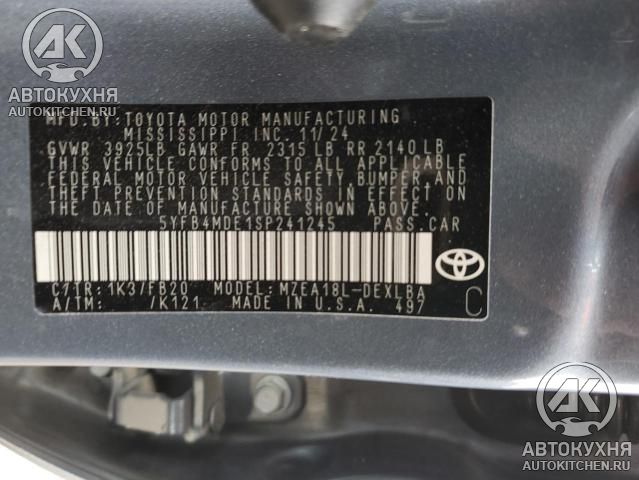 АВТОКУХНЯ
AUTOKITCHEN.RU
MFD.BY:TOYOTA MOTOR MANUFACTURING
MISSISSIPPI INC. 11/24
GVWR 3925LB GAWR FR 2315 LB RR 2140 LB
THIS VEHICLE CONFORMS TO ALL APPLICABLE
FEDERAL MOTOR VEHICLE SAFETY,BUMPER AND
THEFT PREVENTION STANDARDS IN EFFECT ON
THE DATE OF MANUFACTURE SHOWN ABOVE.
5YFB4MDE1SP241245 PASS.CAR
C/TR:1K37FB20 MODEL:MZEA18L-DEXLBA
A/TM: /K121 MADE IN U.S.A. 497
C
АВТОКУХНЯ
AUTOKITCHEN.RU